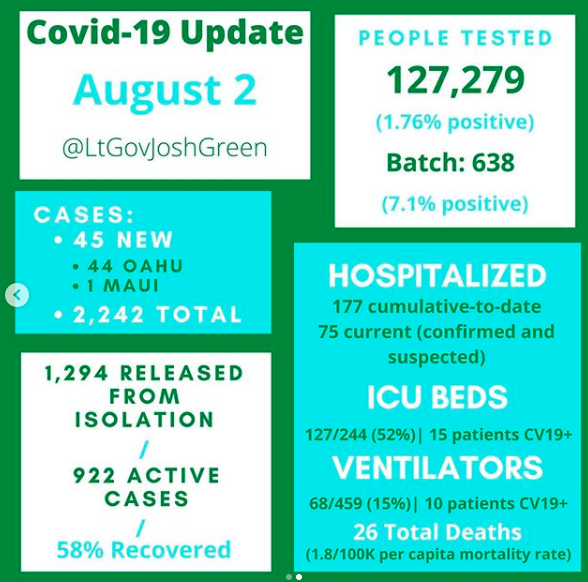 Covid-19 Update
August 2
@LtGovJoshGreen
PEOPLE TESTED
127,279
(1.76% positive)
Batch: 638
(7.1% positive)
CASES:
• 45 NEW
• 44 OAHU
• 1 MAUI
• 2,242 TOTAL
1,294 RELEASED
FROM
ISOLATION
/
922 ACTIVE
CASES
/
58% Recovered
HOSPITALIZED
177 cumulative-to-date
75 current (confirmed and
suspected)
ICU BEDS
127/244 (52%)| 15 patients CV19+
VENTILATORS
68/459 (15%)| 10 patients CV19+
26 Total Deaths
(1.8/100K per capita mortality rate)